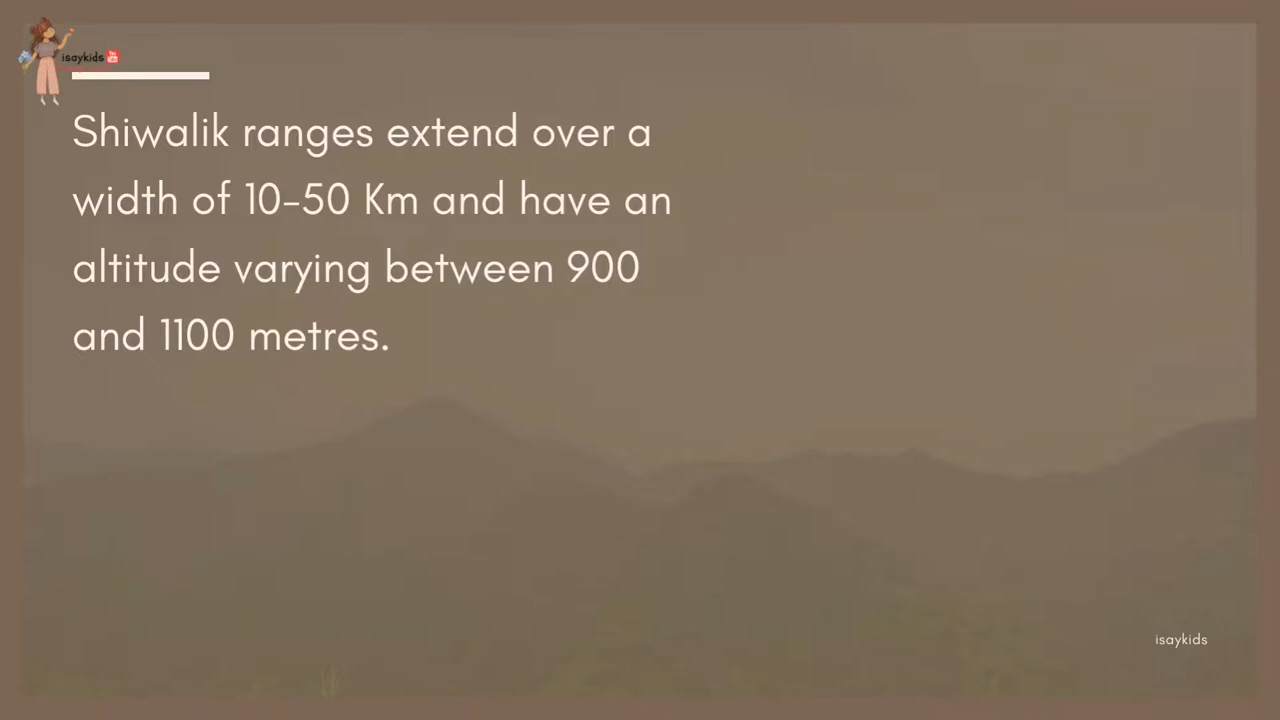 isaykids
Shiwalik ranges extend over a
width of 10-50 Km and have an
altitude varying between 900
and 1100 metres.
isaykids